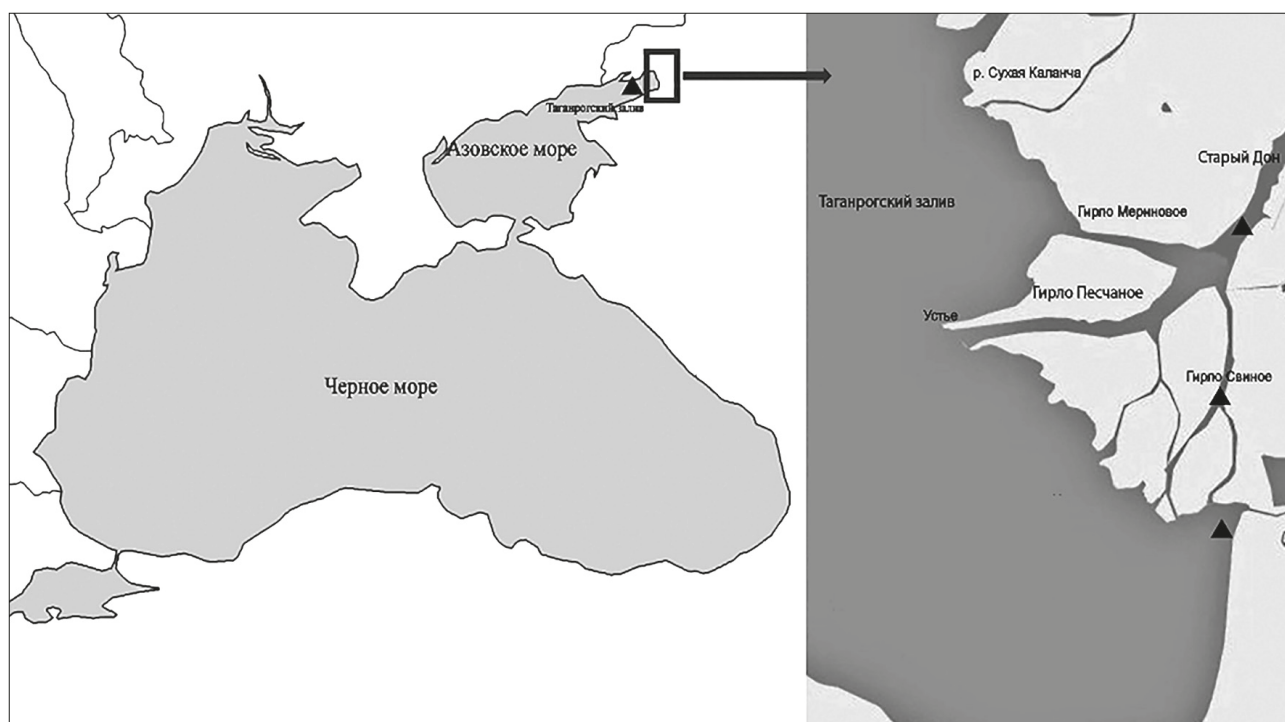 Таганрогский залив
Азовское море
Черное море
р. Сухая Каланча
Старый Дон
Таганрогский залив
Гирло Мериновое
Гирло Песчаное
Устье
Гирло Свиное